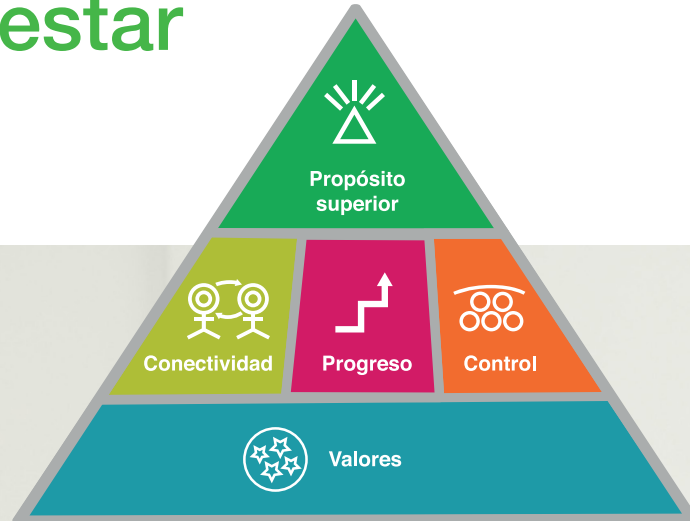 estar
Propósito
superior
Conectividad
Progreso
Control
Valores